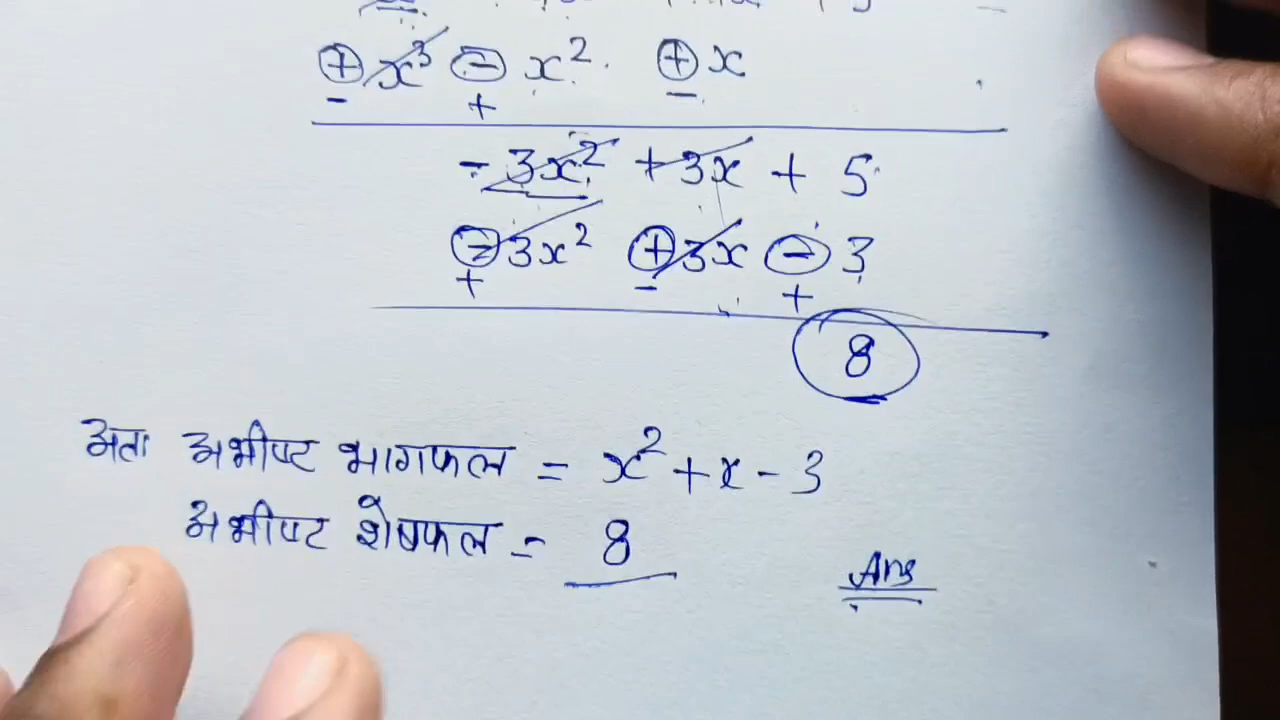 ⊕ x³ ⊖ x² ⊕ x
- + -
- 3x² + 3x + 5
⊖ 3x² ⊕ 3x ⊖ 3
+ - +
8
अतः अभीष्ट भागफल = x² + x - 3
अभीष्ट शेषफल = 8
Ans